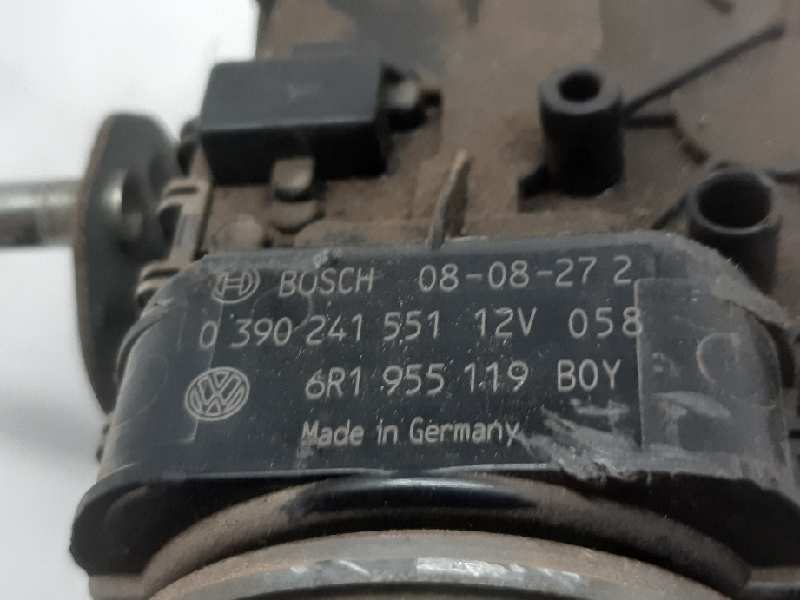 BOSCH 08-08-27 2
0 390 241 551 12V 058
6R1 955 119 BOY
Made in Germany